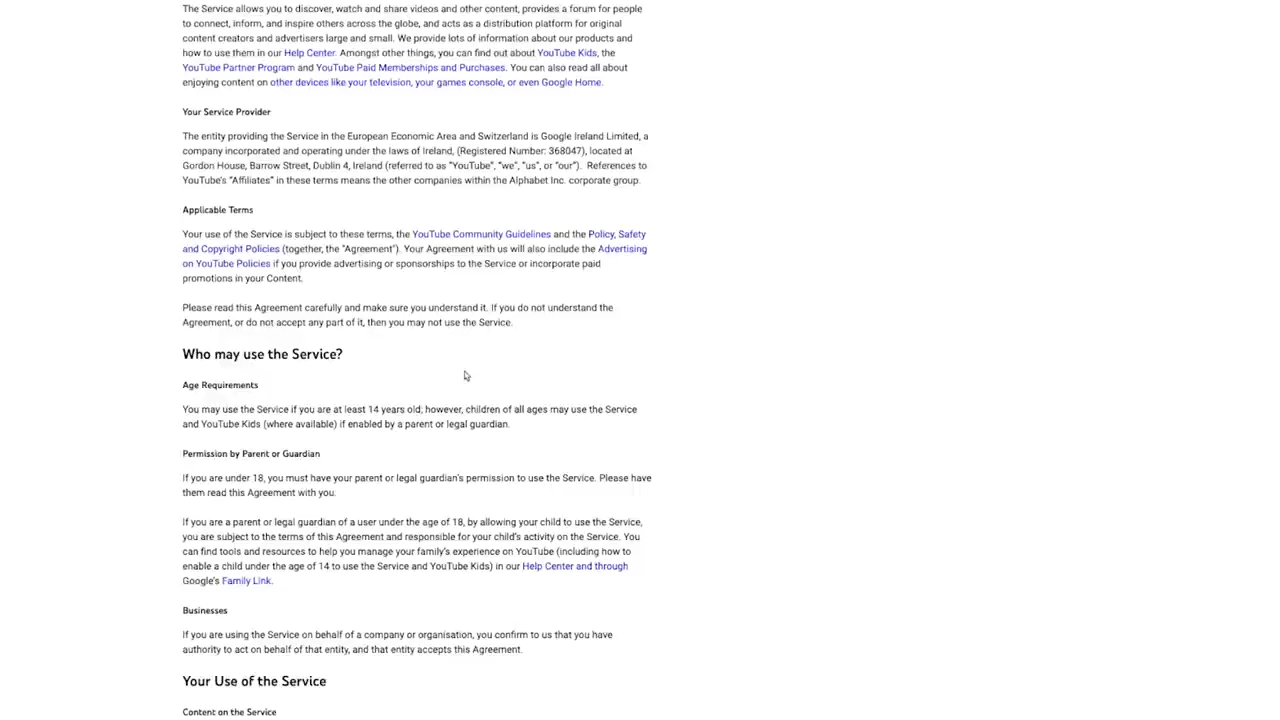 The Service allows you to discover, watch and share videos and other content, provides a forum for people
to connect, inform, and inspire others across the globe, and acts as a distribution platform for original
content creators and advertisers large and small. We provide lots of information about our products and
how to use them in our Help Center. Amongst other things, you can find out about YouTube Kids, the
YouTube Partner Program and YouTube Paid Memberships and Purchases. You can also read all about
enjoying content on other devices like your television, your games console, or even Google Home.
Your Service Provider
The entity providing the Service in the European Economic Area and Switzerland is Google Ireland Limited, a
company incorporated and operating under the laws of Ireland, (Registered Number: 368047), located at
Gordon House, Barrow Street, Dublin 4, Ireland (referred to as "YouTube", "we", "us", or "our"). References to
YouTube's "Affiliates" in these terms means the other companies within the Alphabet Inc. corporate group.
Applicable Terms
Your use of the Service is subject to these terms, the YouTube Community Guidelines and the Policy, Safety
and Copyright Policies (together, the "Agreement"). Your Agreement with us will also include the Advertising
on YouTube Policies if you provide advertising or sponsorships to the Service or incorporate paid
promotions in your Content.
Please read this Agreement carefully and make sure you understand it. If you do not understand the
Agreement, or do not accept any part of it, then you may not use the Service.
Who may use the Service?
Age Requirements
You may use the Service if you are at least 14 years old; however, children of all ages may use the Service
and YouTube Kids (where available) if enabled by a parent or legal guardian.
Permission by Parent or Guardian
If you are under 18, you must have your parent or legal guardian's permission to use the Service. Please have
them read this Agreement with you.
If you are a parent or legal guardian of a user under the age of 18, by allowing your child to use the Service,
you are subject to the terms of this Agreement and responsible for your child's activity on the Service. You
can find tools and resources to help you manage your family's experience on YouTube (including how to
enable a child under the age of 14 to use the Service and YouTube Kids) in our Help Center and through
Google's Family Link.
Businesses
If you are using the Service on behalf of a company or organisation, you confirm to us that you have
authority to act on behalf of that entity, and that entity accepts this Agreement.
Your Use of the Service
Content on the Service